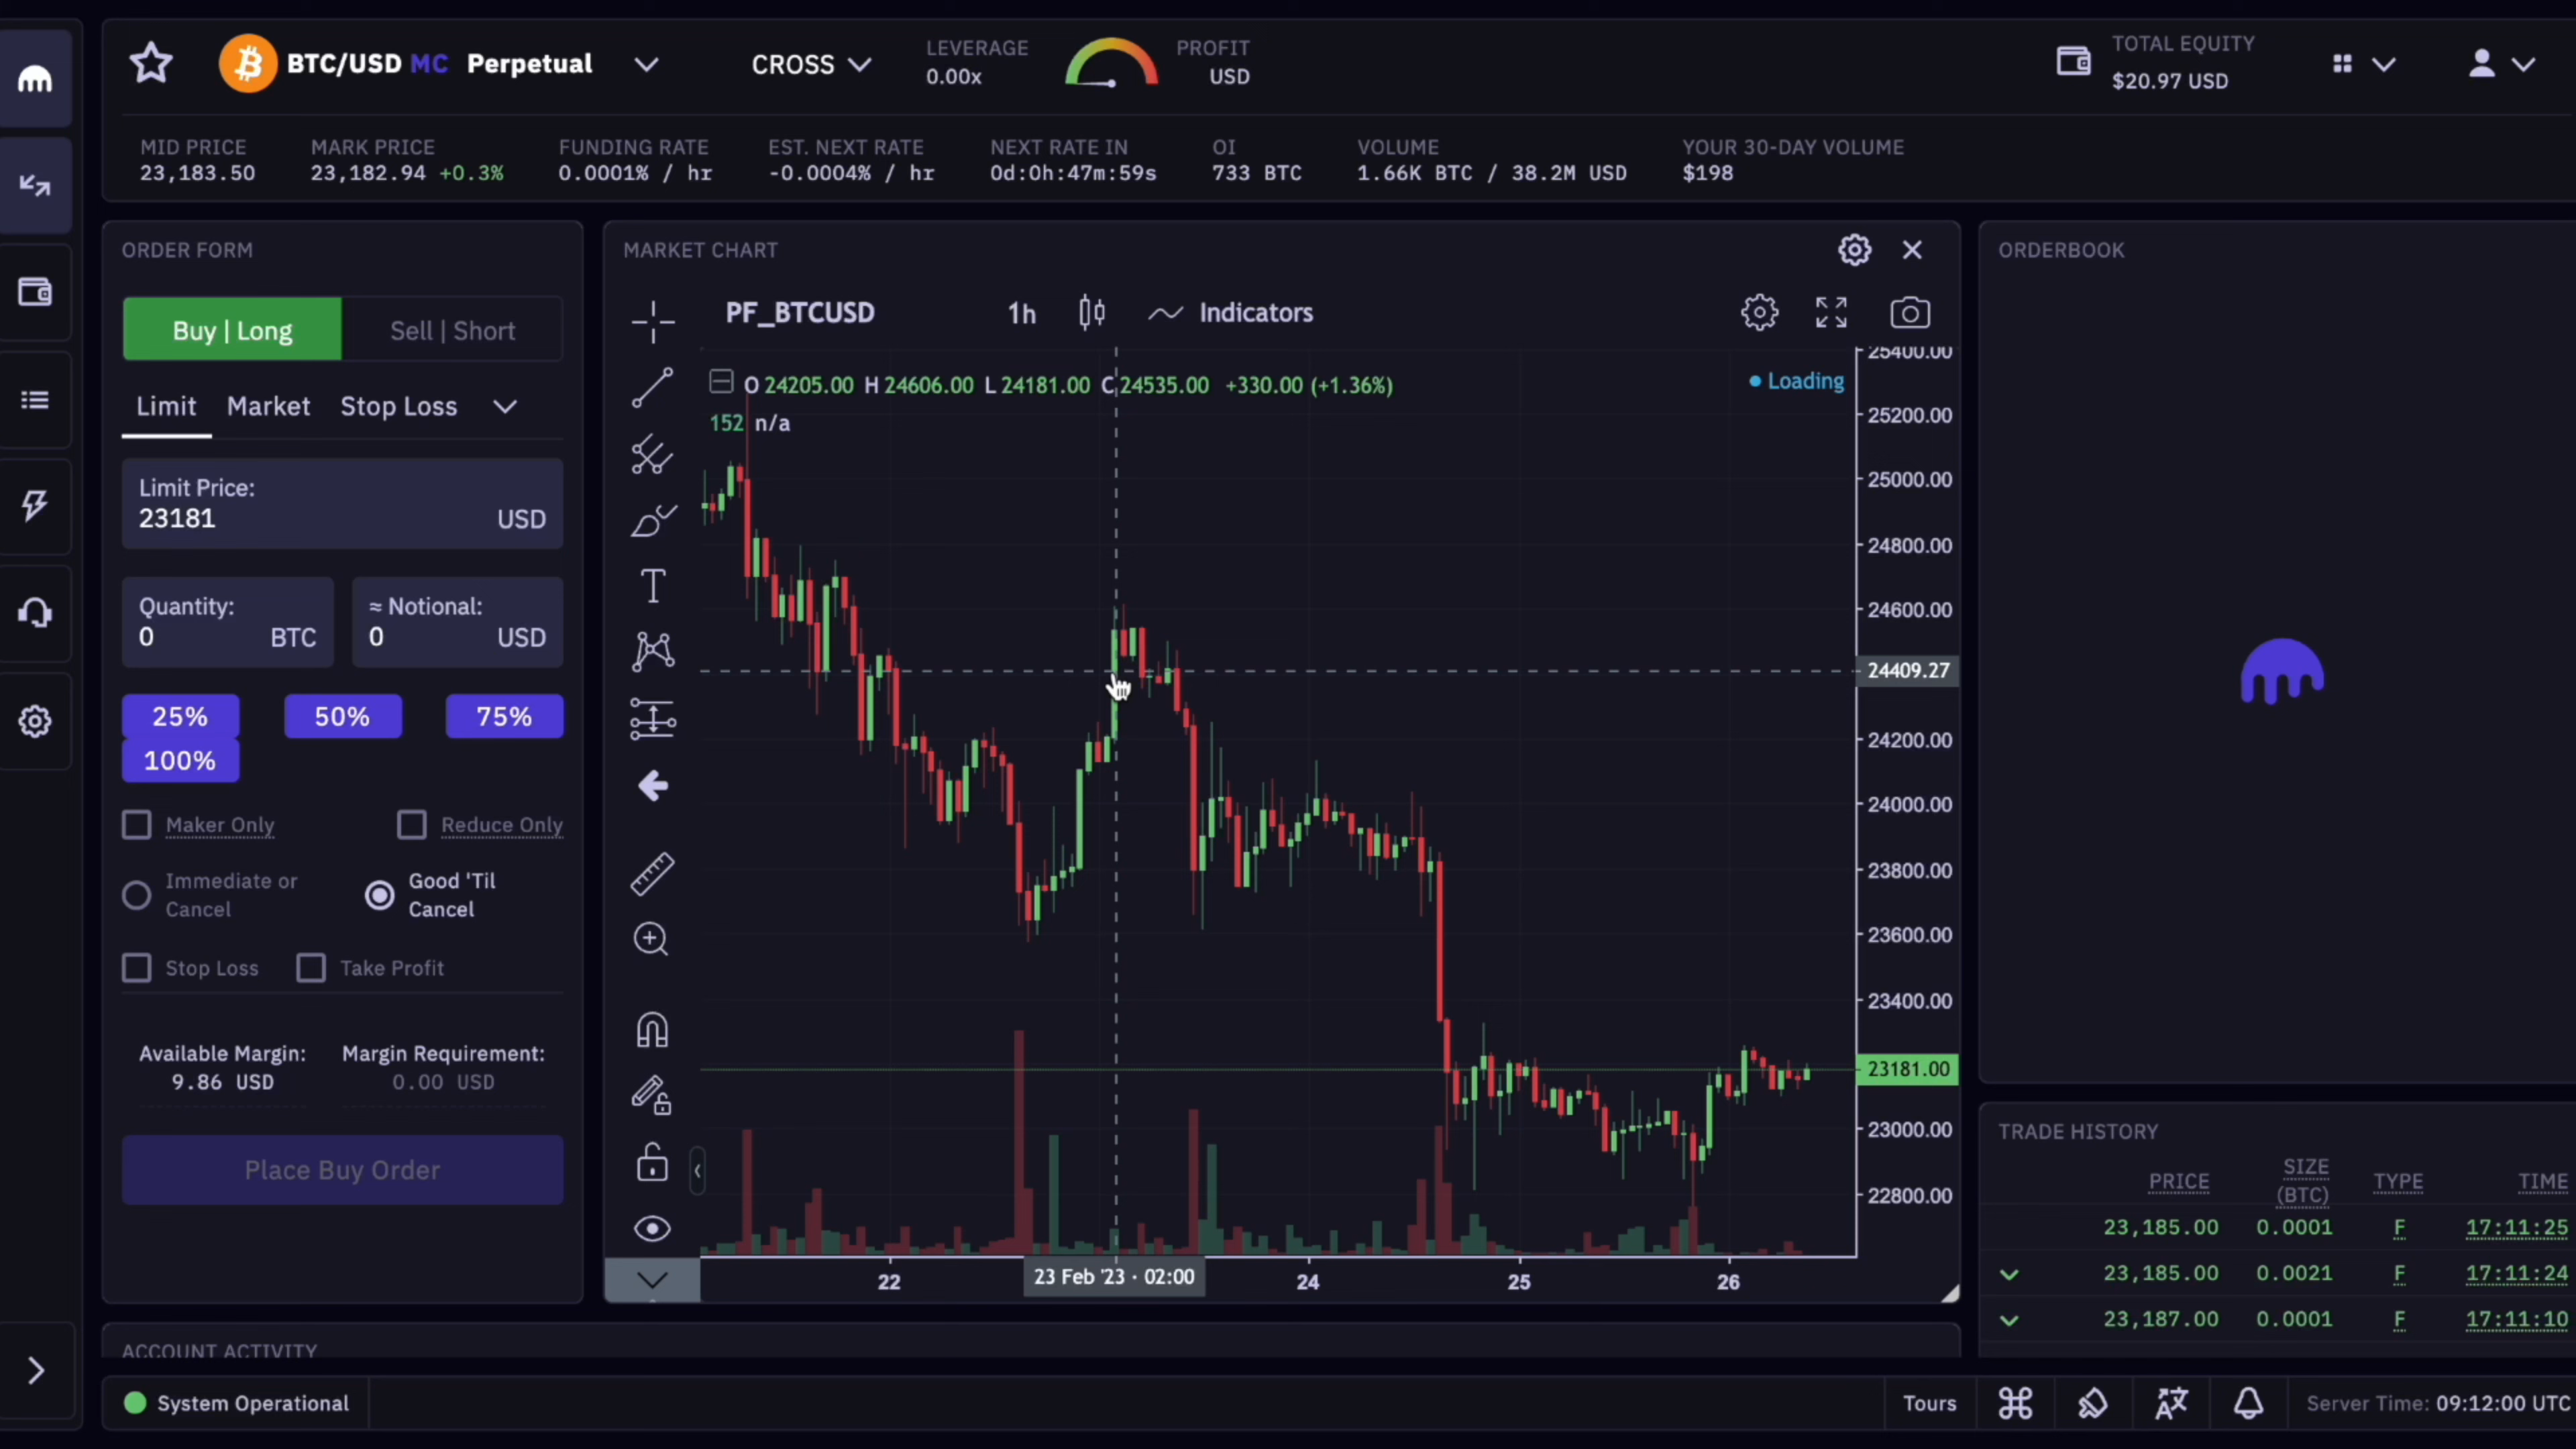 BTC/USD MC Perpetual
CROSS
LEVERAGE
0.00x
PROFIT
USD
TOTAL EQUITY
$20.97 USD
MID PRICE
23,183.50
MARK PRICE
23,182.94 +0.3%
FUNDING RATE
0.0001% / hr
EST. NEXT RATE
-0.0004% / hr
NEXT RATE IN
0d:0h:47m:59s
OI
733 BTC
VOLUME
1.66K BTC / 38.2M USD
YOUR 30-DAY VOLUME
$198
ORDER FORM
Buy | Long
Sell | Short
Limit
Market
Stop Loss
Limit Price:
23181
USD
Quantity:
0
BTC
≈ Notional:
0
USD
25%
50%
75%
100%
Maker Only
Reduce Only
Immediate or
Cancel
Good 'Til
Cancel
Stop Loss
Take Profit
Available Margin:
9.86 USD
Margin Requirement:
0.00 USD
Place Buy Order
MARKET CHART
PF_BTCUSD
1h
Indicators
O 24205.00 H 24606.00 L 24181.00 C 24535.00 +330.00 (+1.36%)
Loading
152 n/a
25400.00
25200.00
25000.00
24800.00
24600.00
24409.27
24200.00
24000.00
23800.00
23600.00
23400.00
23181.00
23000.00
22800.00
22
23 Feb '23 · 02:00
24
25
26
ORDERBOOK
TRADE HISTORY
PRICE
SIZE
(BTC)
TYPE
TIME
23,185.00 0.0001 F 17:11:25
23,185.00 0.0021 F 17:11:24
23,187.00 0.0001 F 17:11:10
ACCOUNT ACTIVITY
System Operational
Tours
Server Time: 09:12:00 UTC